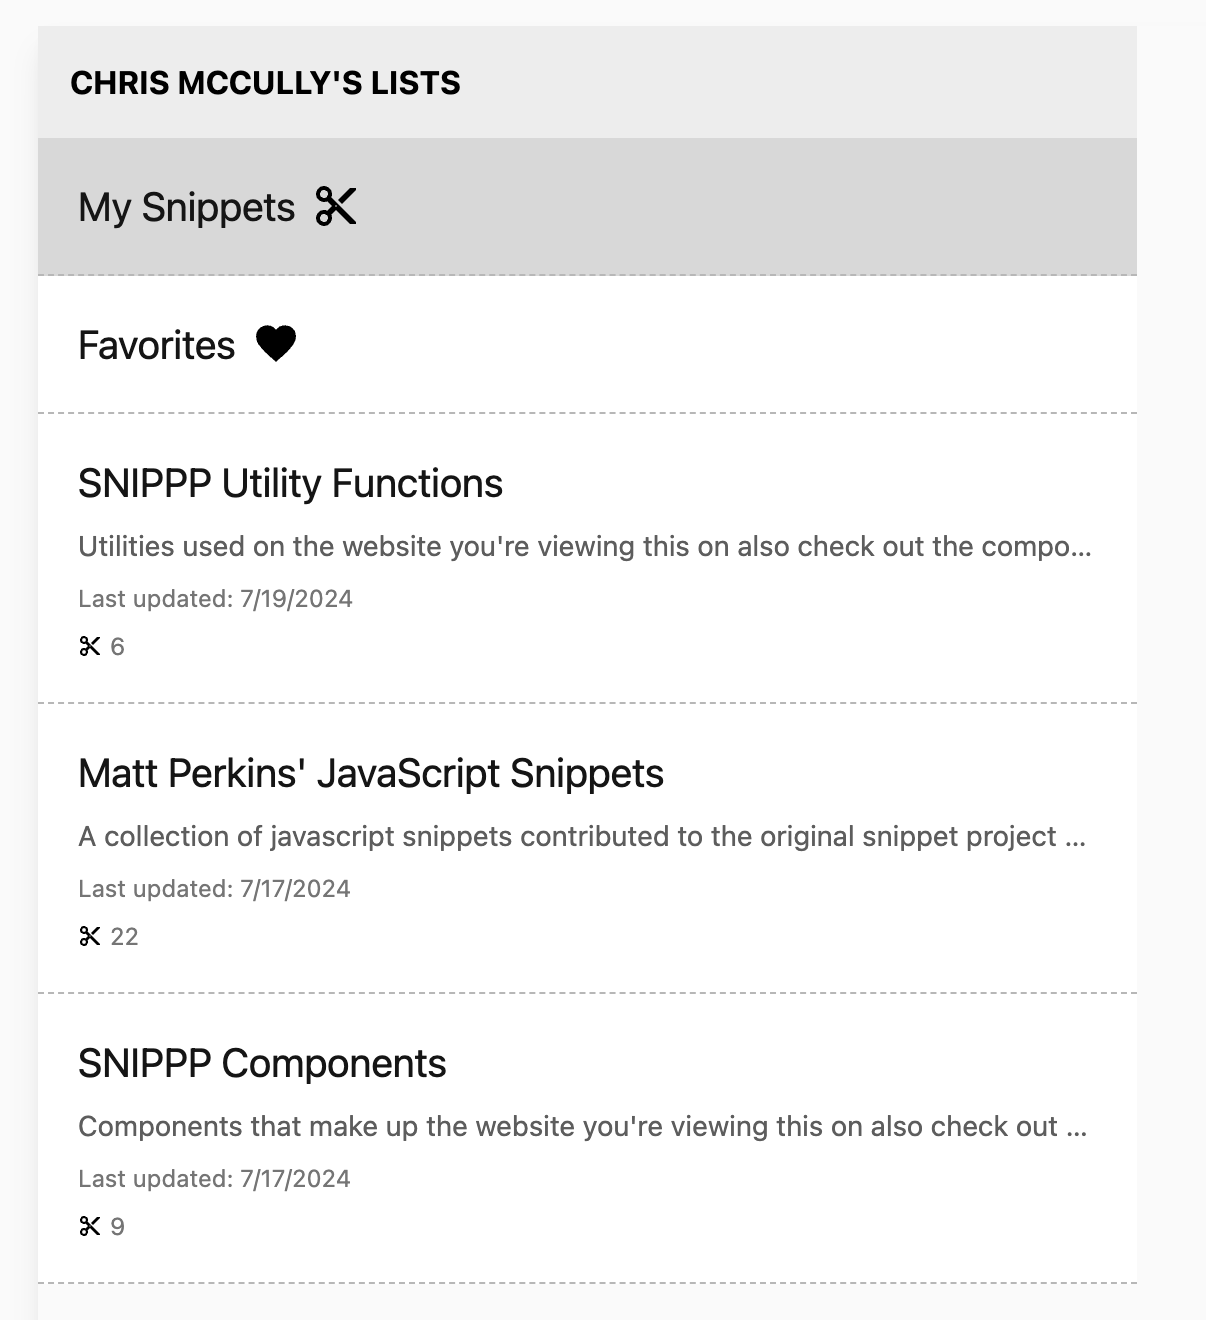 CHRIS MCCULLY'S LISTS
My Snippets
Favorites
SNIPPP Utility Functions
Utilities used on the website you're viewing this on also check out the compo...
Last updated: 7/19/2024
6
Matt Perkins' JavaScript Snippets
A collection of javascript snippets contributed to the original snippet project ...
Last updated: 7/17/2024
22
SNIPPP Components
Components that make up the website you're viewing this on also check out ...
Last updated: 7/17/2024
9